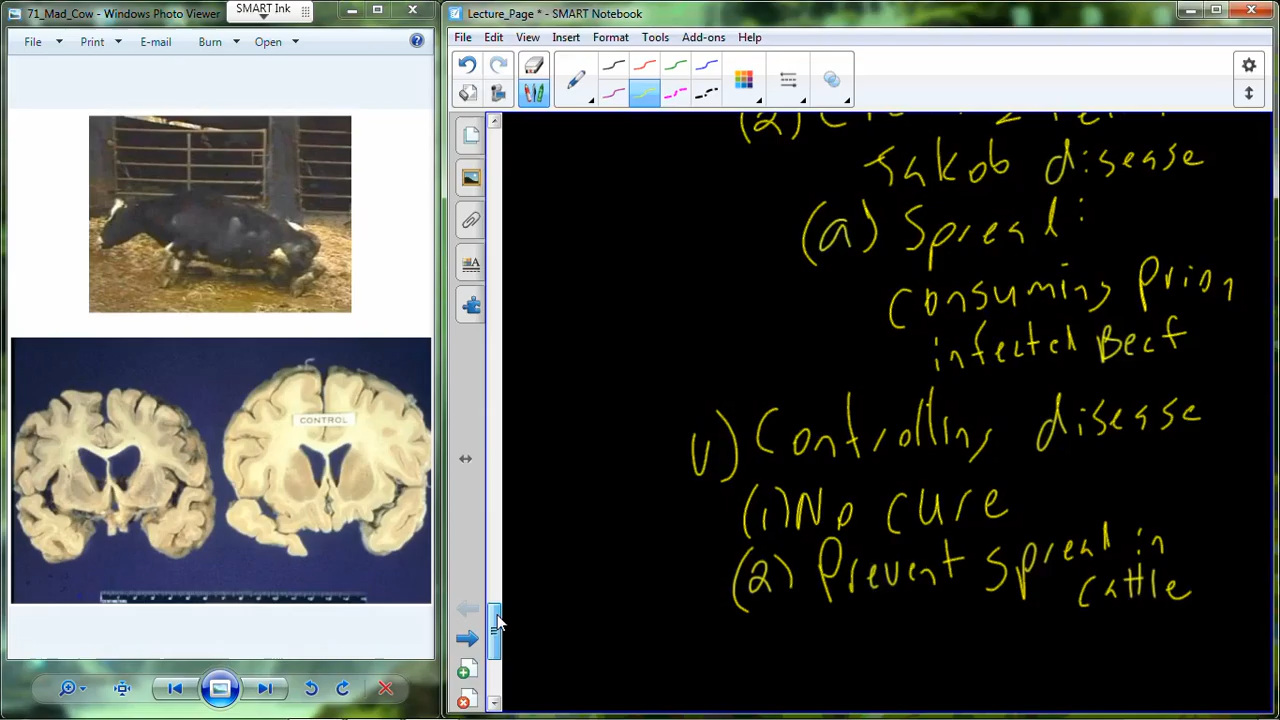 71_Mad_Cow - Windows Photo Viewer
SMART Ink
File Print E-mail Burn Open
CONTROL
Lecture_Page * - SMART Notebook
File Edit View Insert Format Tools Add-ons Help
(2)
Jakob disease
(a) Spread:
Consuming Prion
infected Beef
V) Controlling disease
(1) No cure
(2) Prevent Spread in
cattle